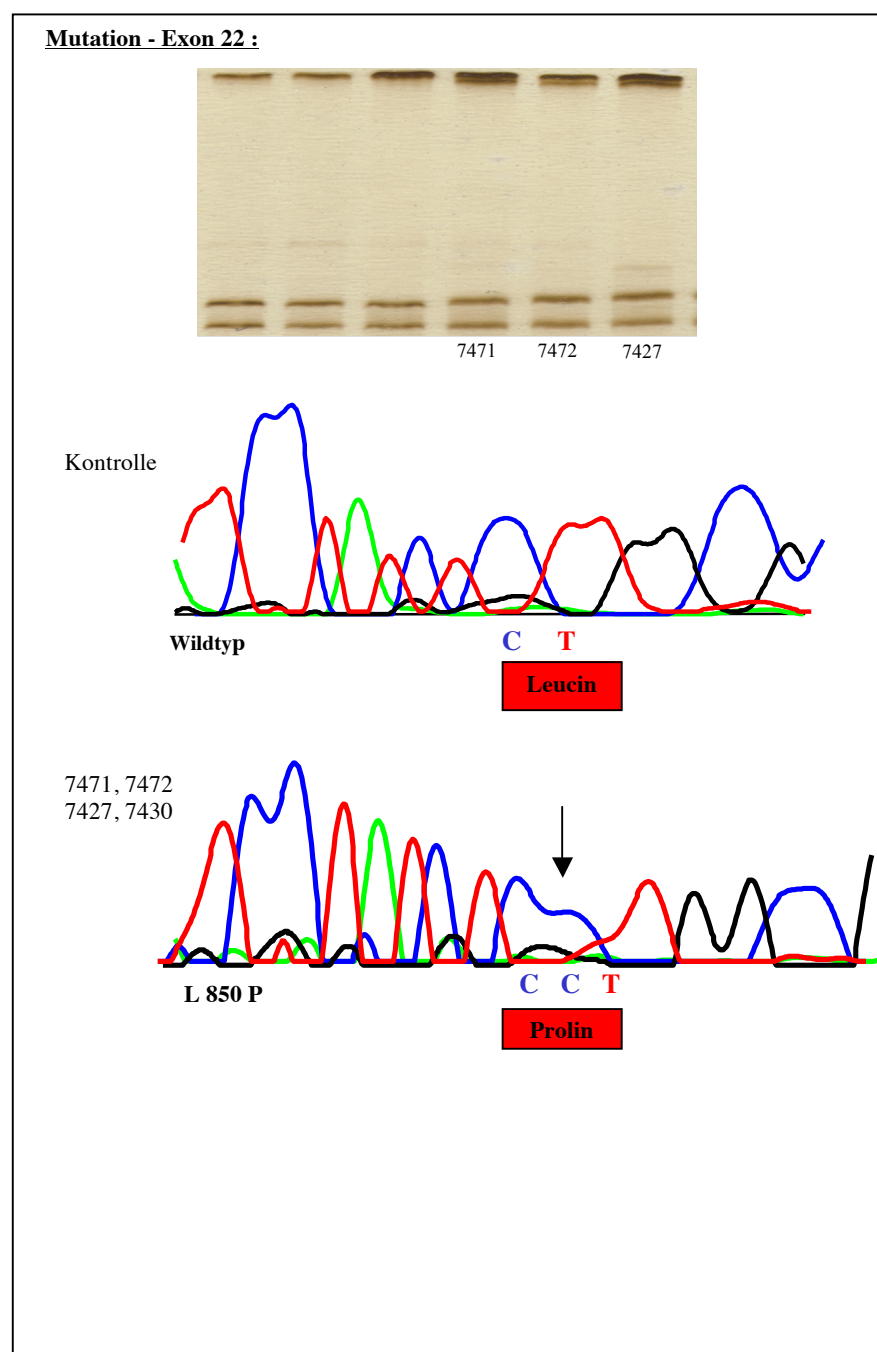 Mutation - Exon 22 :
7471 7472 7427
Kontrolle
Wildtyp C T
Leucin
7471, 7472
7427, 7430
C C T
L 850 P
Prolin